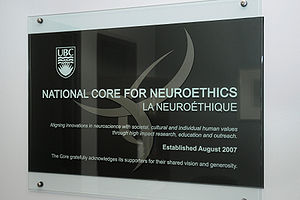 UBC
NATIONAL CORE FOR NEUROETHICS
LA NEUROÉTHIQUE
Aligning innovations in neuroscience with societal, cultural and individual human values
through high impact research, education and outreach.
Established August 2007
The Core gratefully acknowledges its supporters for their shared vision and generosity.